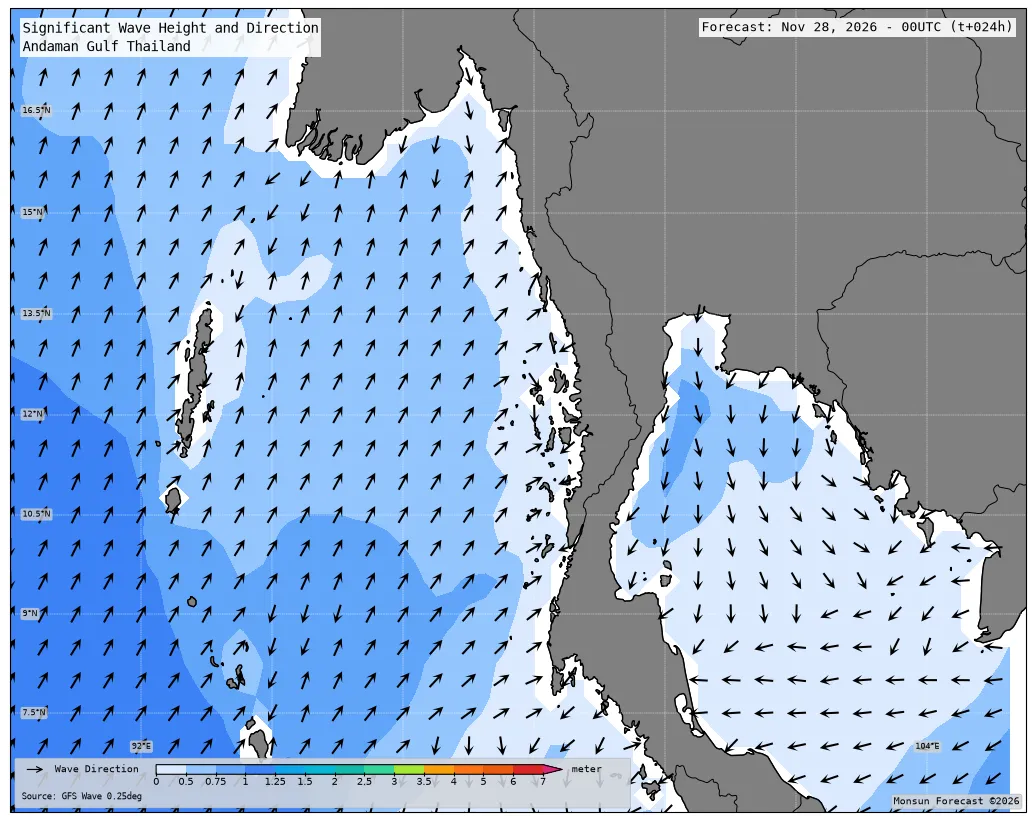 Significant Wave Height and Direction
Andaman Gulf Thailand
Forecast: Nov 28, 2026 - 00UTC (t+024h)
16.5°N
15°N
13.5°N
12°N
10.5°N
9°N
7.5°N
92°E
104°E
Wave Direction
0 0.5 0.75 1 1.25 1.5 2 2.5 3 3.5 4 5 6 7
meter
Source: GFS Wave 0.25deg
Monsun Forecast ©2026